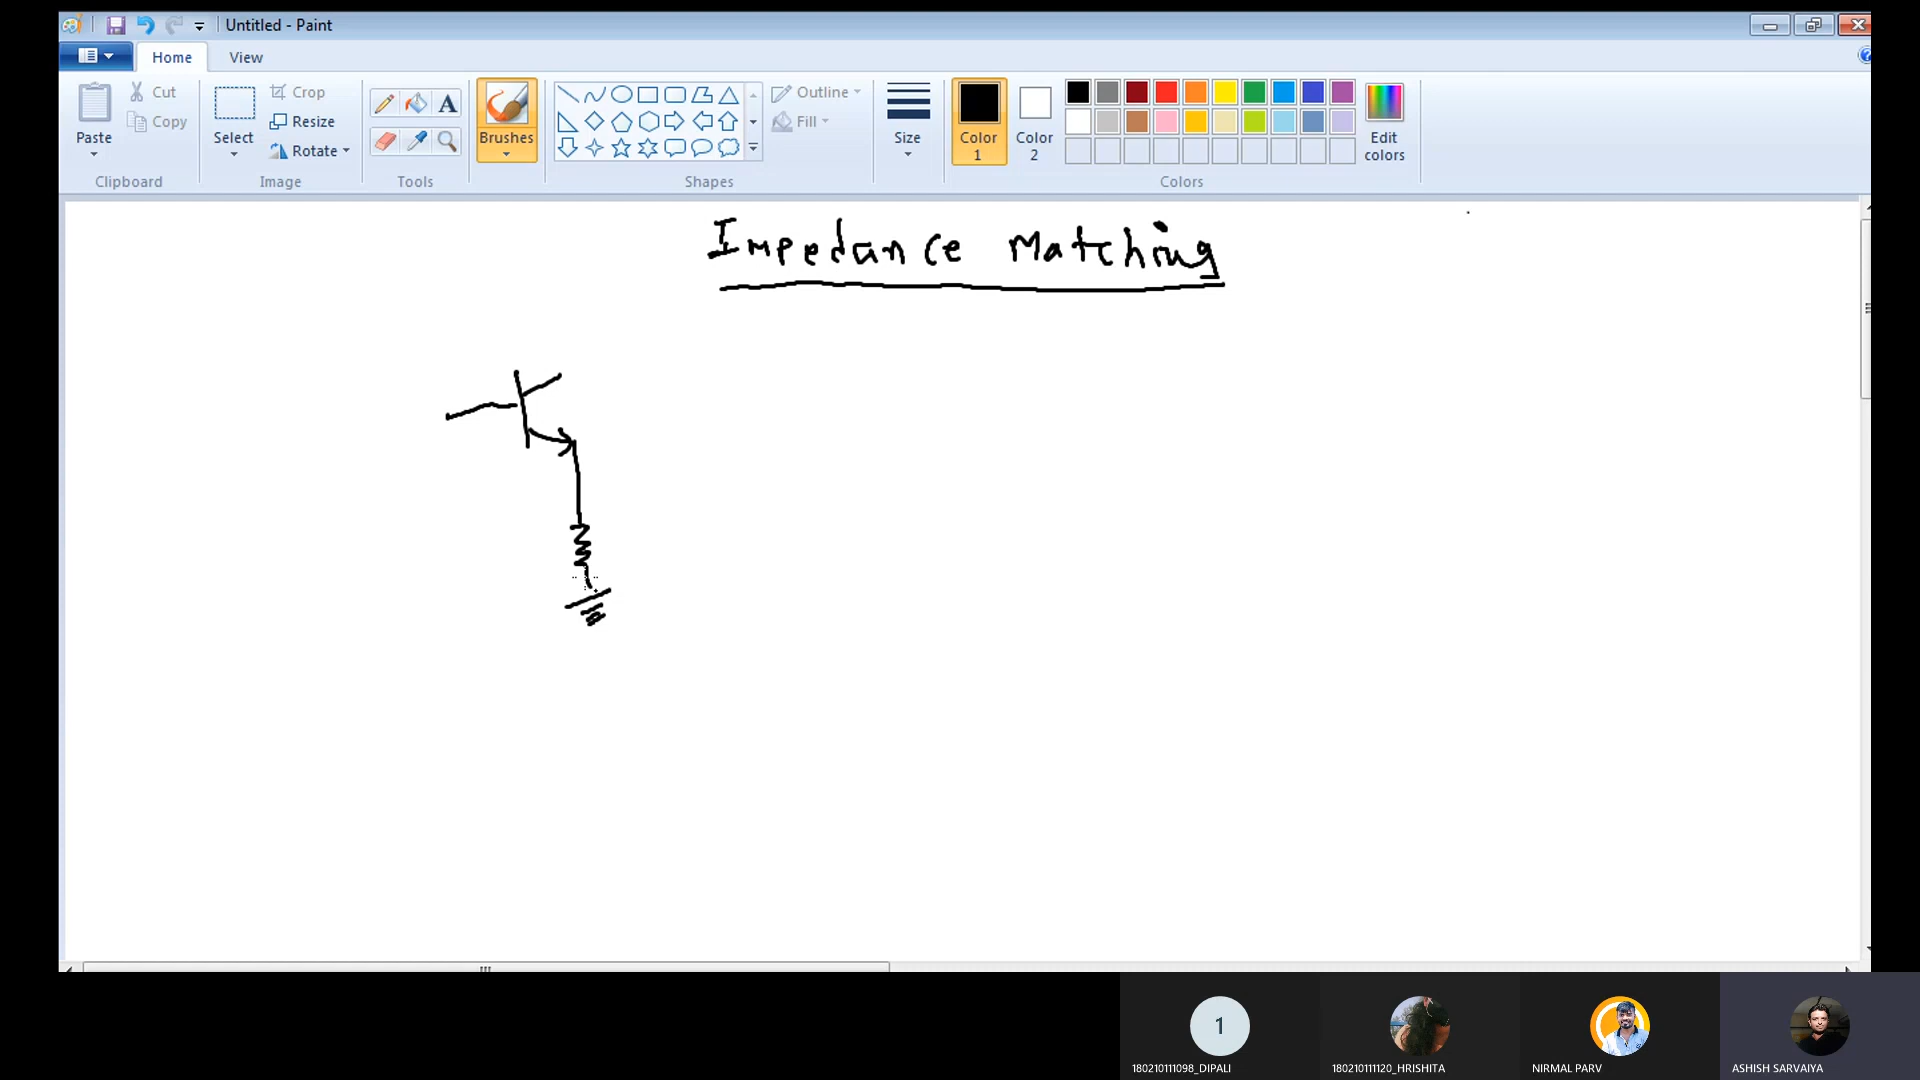 Untitled - Paint
Home View
Cut
Copy
Paste
Clipboard
Crop
Resize
Rotate
Select
Image
A
Tools
Brushes
Outline
Fill
Shapes
Size
Color 1
Color 2
Edit colors
Colors
Impedance Matching
1
180210111098_DIPALI
180210111120_HRISHITA
NIRMAL PARV
ASHISH SARVAIYA